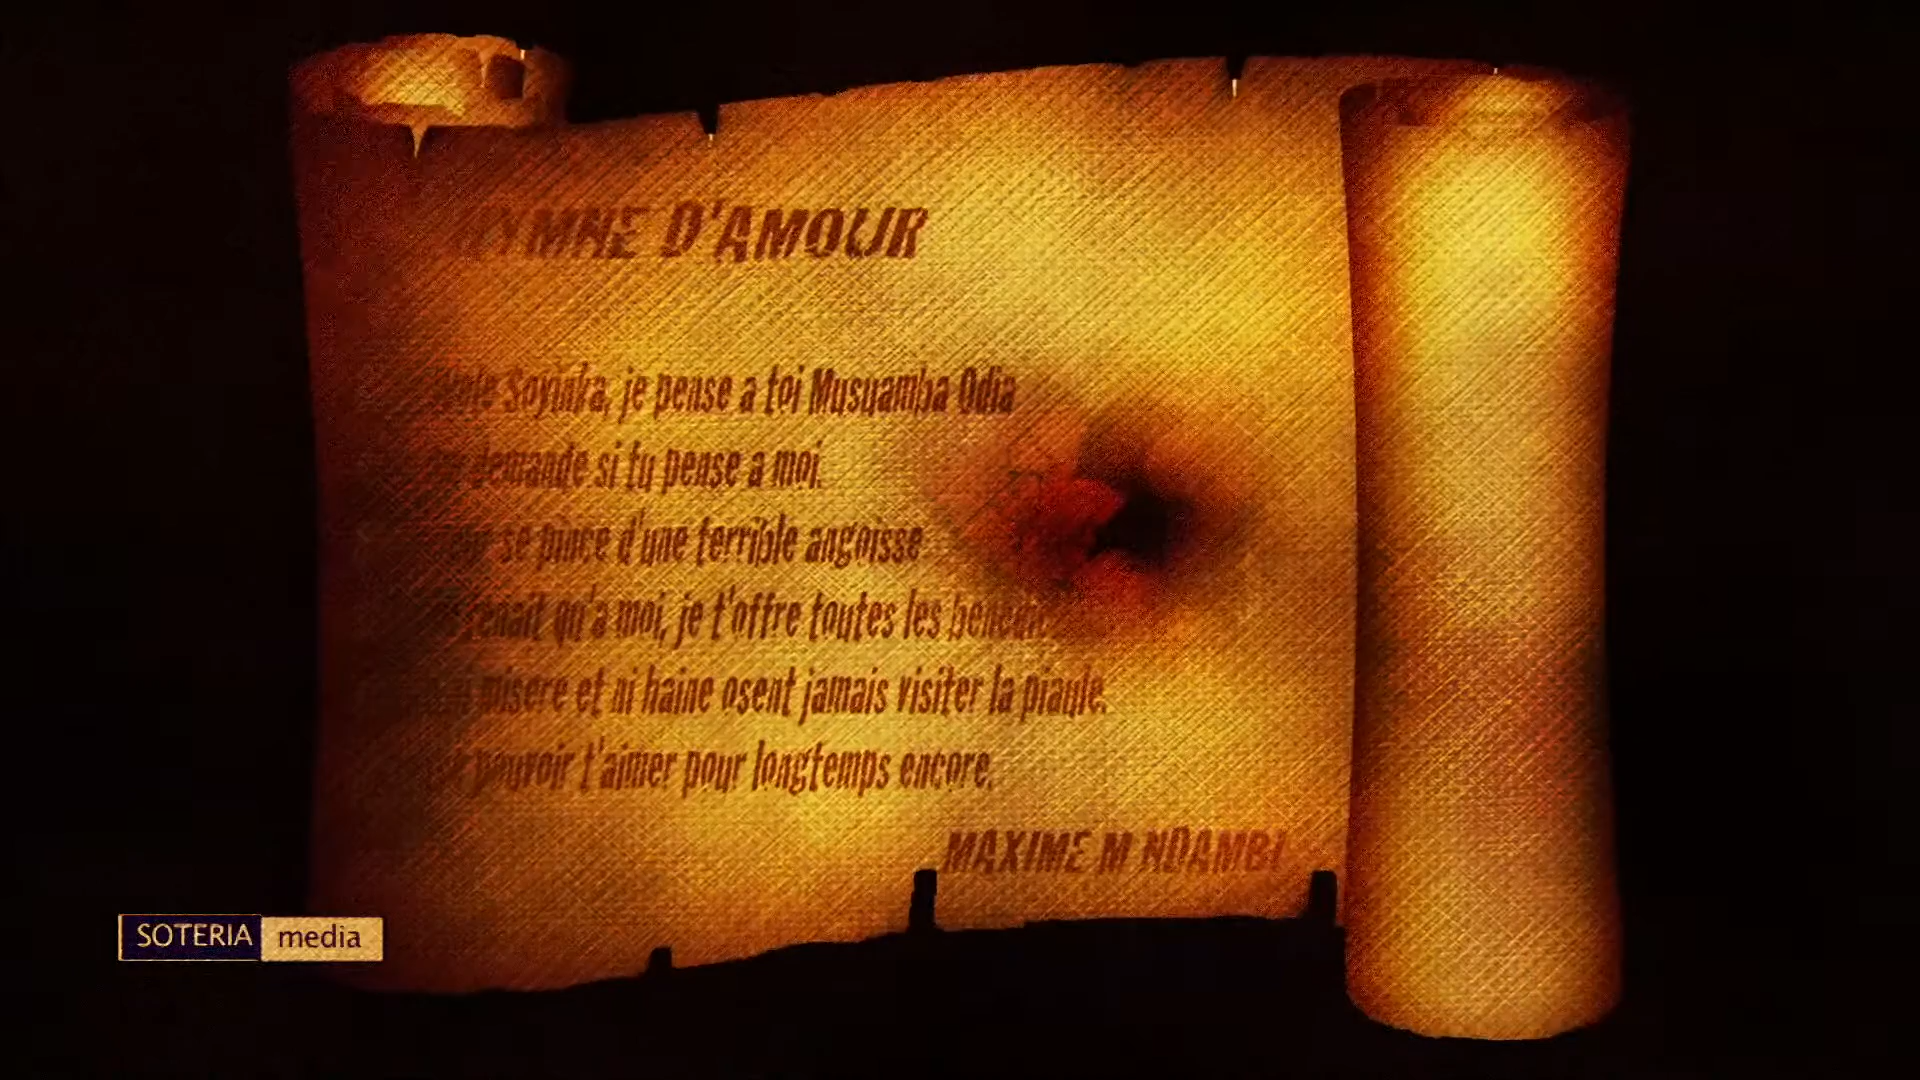 HYMNE D'AMOUR
Soyinka, je pense a toi Musuamba Odia
demande si tu pense a moi.
se pince d'une terrible angoisse
qu'a moi, je t'offre toutes les
misere et ni haine osent jamais visiter la piaule.
pouvoir t'aimer pour longtemps encore.
MAXIME M NDAMBI
SOTERIA media